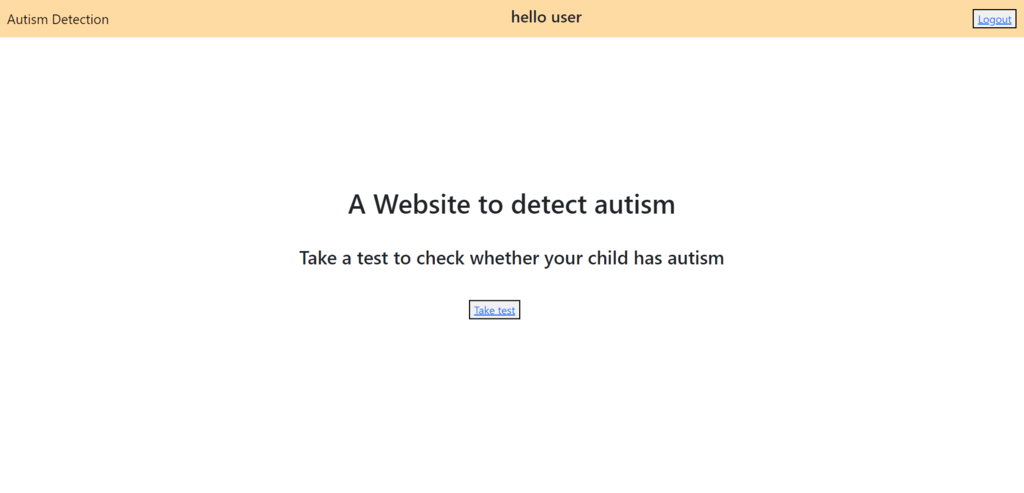 Autism Detection
hello user
Logout
A Website to detect autism
Take a test to check whether your child has autism
Take test